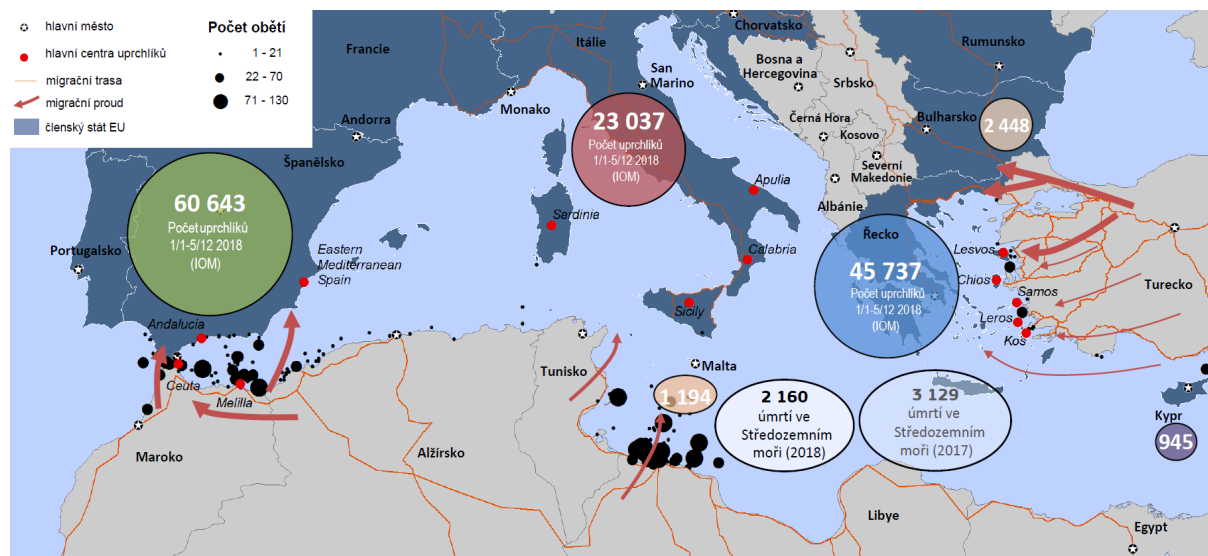 hlavní město
hlavní centra uprchlíků
migrační trasa
migrační proud
členský stát EU
Počet obětí
1 - 21
22 - 70
71 - 130
Francie
Monako
Andorra
Španělsko
Portugalsko
60 643
Počet uprchlíků
1/1-5/12 2018
(IOM)
Eastern
Mediterranean
Spain
Andalucia
Ceuta
Melilla
Maroko
Alžírsko
Tunisko
Itálie
San
Marino
23 037
Počet uprchlíků
1/1-5/12 2018
(IOM)
Sardinia
Apulia
Calabria
Sicily
Malta
1 194
2 160
úmrtí ve
Středozemním
moři (2018)
3 129
úmrtí ve
Středozemním
moři (2017)
Chorvatsko
Bosna a
Hercegovina
Srbsko
Černá Hora
Kosovo
Severní
Makedonie
Albánie
Rumunsko
Bulharsko
2 448
Řecko
45 737
Počet uprchlíků
1/1-5/12 2018
(IOM)
Lesvos
Chios
Samos
Leros
Kos
Turecko
Kypr
945
Libye
Egypt